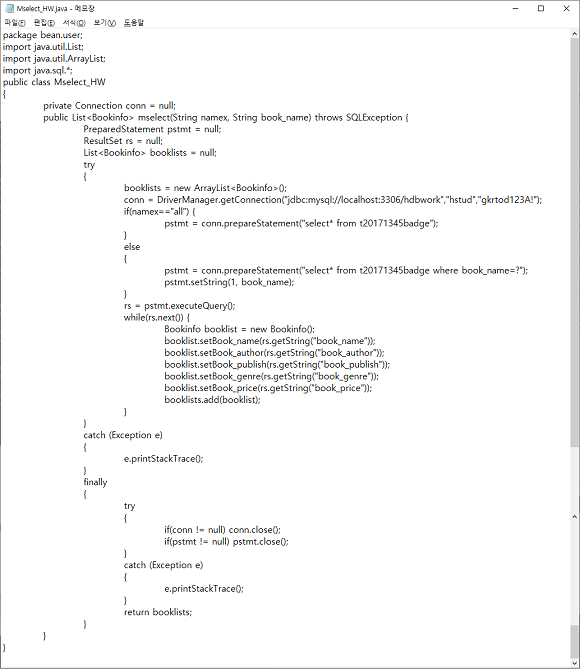 Mselect_HW.java - 메모장
파일(F) 편집(E) 서식(O) 보기(V) 도움말
package bean.user;
import java.util.List;
import java.util.ArrayList;
import java.sql.*;
public class Mselect_HW
{
private Connection conn = null;
public List<Bookinfo> mselect(String namex, String book_name) throws SQLException {
PreparedStatement pstmt = null;
ResultSet rs = null;
List<Bookinfo> booklists = null;
try
{
booklists = new ArrayList<Bookinfo>();
conn = DriverManager.getConnection("jdbc:mysql://localhost:3306/hdbwork","hstud","gkrtod123A!");
if(namex=="all") {
pstmt = conn.prepareStatement("select* from t20171345badge");
}
else
{
pstmt = conn.prepareStatement("select* from t20171345badge where book_name=?");
pstmt.setString(1, book_name);
}
rs = pstmt.executeQuery();
while(rs.next()) {
Bookinfo booklist = new Bookinfo();
booklist.setBook_name(rs.getString("book_name"));
booklist.setBook_author(rs.getString("book_author"));
booklist.setBook_publish(rs.getString("book_publish"));
booklist.setBook_genre(rs.getString("book_genre"));
booklist.setBook_price(rs.getString("book_price"));
booklists.add(booklist);
}
}
catch (Exception e)
{
e.printStackTrace();
}
finally
{
try
{
if(conn != null) conn.close();
if(pstmt != null) pstmt.close();
}
catch (Exception e)
{
e.printStackTrace();
}
return booklists;
}
}
}